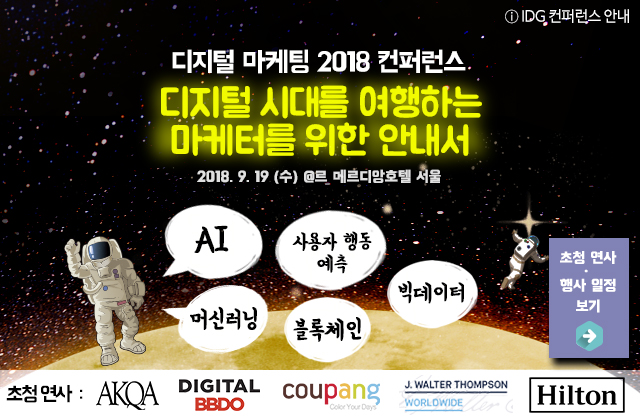 ⓘ IDG 컨퍼런스 안내
디지털 마케팅 2018 컨퍼런스
디지털 시대를 여행하는
마케터를 위한 안내서
2018. 9. 19 (수) @르 메르디앙호텔 서울
AI
사용자 행동
예측
머신러닝
블록체인
빅데이터
초청 연사
·
행사 일정
보기
초청 연사 :
AKQA
DIGITAL
BBDO
coupang
Color Your Days
J. WALTER THOMPSON
WORLDWIDE
Hilton